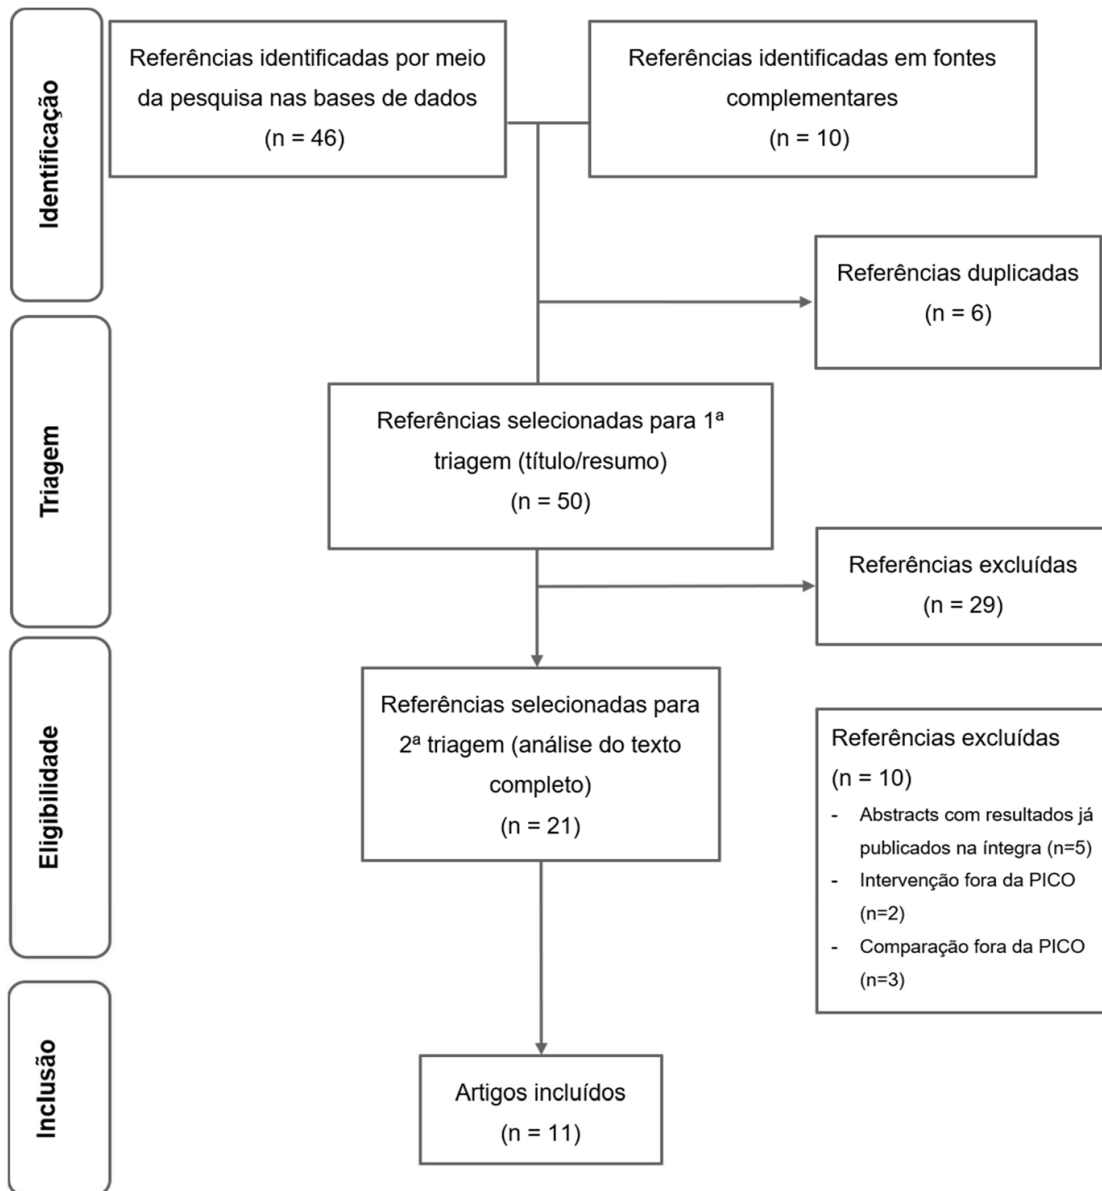 Identificação
Referências identificadas por meio
da pesquisa nas bases de dados
(n = 46)
Referências identificadas em fontes
complementares
(n = 10)
Referências duplicadas
(n = 6)
Triagem
Referências selecionadas para 1ª
triagem (título/resumo)
(n = 50)
Referências excluídas
(n = 29)
Eligibilidade
Referências selecionadas para
2ª triagem (análise do texto
completo)
(n = 21)
Referências excluídas
(n = 10)
- Abstracts com resultados já
publicados na íntegra (n=5)
- Intervenção fora da PICO
(n=2)
- Comparação fora da PICO
(n=3)
Inclusão
Artigos incluídos
(n = 11)